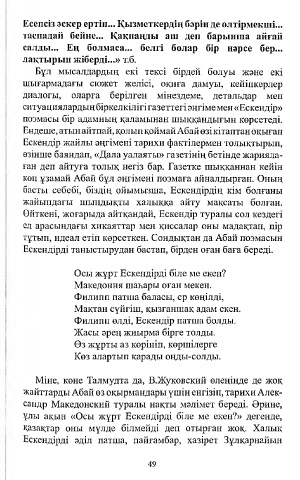 Есепсіз әскер ертіп... Қызметкердің бәрін де өлтірмекші...
таспадай бейне... Қақпанды аш деп барынша айғай
салды... Ең болмаса... белгі болар бір нәрсе бер...
лақтырып жіберді...» т.б.
Бұл мысалдардың екі тексі бірдей болуы және екі
шығармадағы сюжет желісі, оқиға дамуы, кейіпкерлер
диалогы, оларға берілген мінездеме, детальдар мен
ситуациялардың біркелкілігі газеттегі әңгіме мен «Ескендір»
поэмасы бір адамның қаламынан шыққандығын көрсетеді.
Ендеше, атын айтпай, қолын қоймай Абай өзі кітаптан оқыған
Ескендір жайлы әңгімені тарихи фактілермен толықтырып,
өзінше баяндап, «Дала уалаяты» газетінің бетінде жарияла-
ған деп айтуға толық негіз бар. Газетке шыққаннан кейін
көп ұзамай Абай бұл әңгімені поэмаға айналдырған. Оның
басты себебі, біздің ойымызша, Ескендірдің кім болғаны
жайындағы шындықты халыққа айту мақсаты болған.
Өйткені, жоғарыда айтқандай, Ескендір туралы сол кездегі
ел арасындағы хикаяттар мен қиссалар оны мадақтап, пір
тұтып, идеал етіп көрсеткен. Сондықтан да Абай поэмасын
Ескендірді таныстырудан бастап, бірден оған баға береді.
Осы жұрт Ескендірді біле ме екен?
Македония шаһары оған мекен.
Филипп патша баласы, ер көңілді,
Мақтан сүйгіш, қызғаншақ адам екен.
Филипп өлді, Ескендір патша болды.
Жасы әрең жиырма бірге толды.
Өз жұрты аз көрініп, көршілерге
Көз алартып қарады оңды-солды.
Міне, көне Талмудта да, В.Жуковский өлеңінде де жоқ
жайттарды Абай өз оқырмандары үшін енгізіп, тарихи Алек-
сандр Македонский туралы нақты мәлімет береді. Әрине,
ұлы ақын «Осы жұрт Ескендірді біле ме екен?» дегенде,
қазақтар оны мүлде білмейді деп отырған жоқ. Халық
Ескендірді әділ патша, пайғамбар, хазірет Зұлқарнайын
49